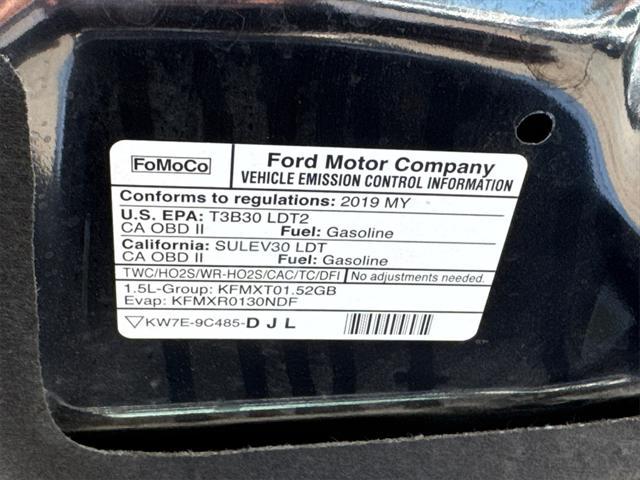 FoMoCo
Ford Motor Company
VEHICLE EMISSION CONTROL INFORMATION
Conforms to regulations: 2019 MY
U.S. EPA: T3B30 LDT2
CA OBD II Fuel: Gasoline
California: SULEV30 LDT
CA OBD II Fuel: Gasoline
TWC/HO2S/WR-HO2S/CAC/TC/DFI No adjustments needed.
1.5L-Group: KFMXT01.52GB
Evap: KFMXR0130NDF
KW7E-9C485-D J L